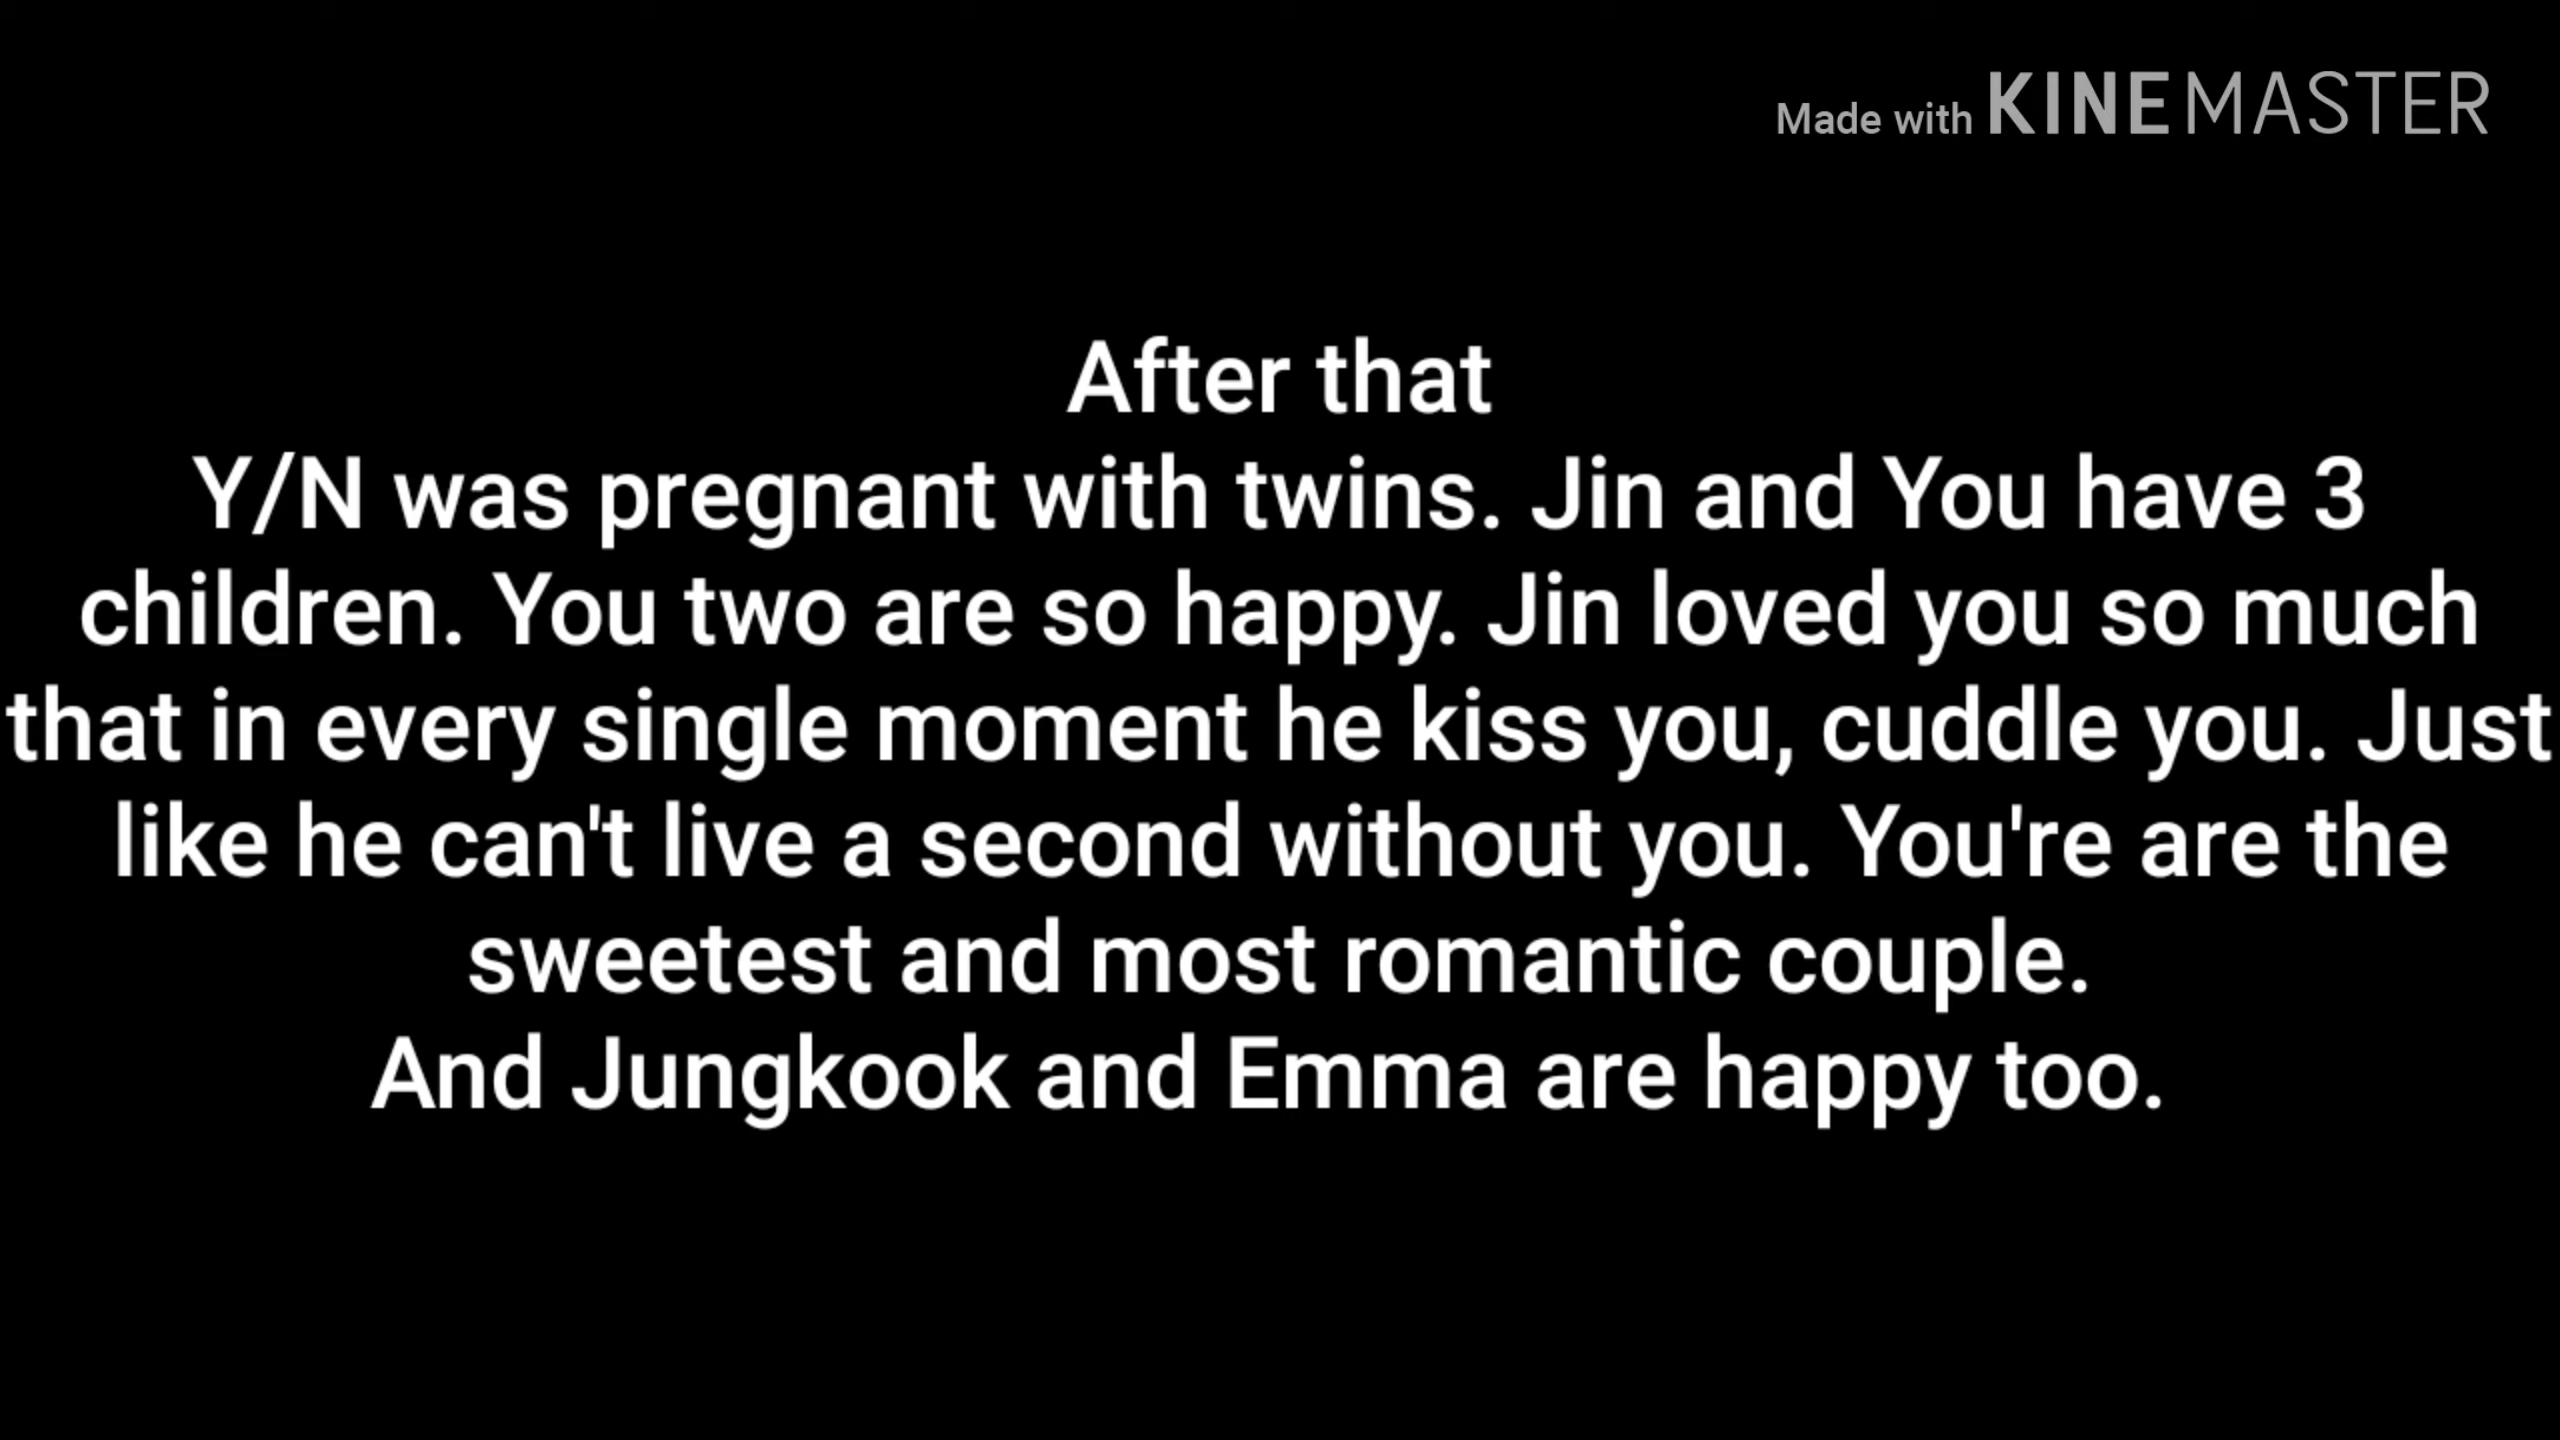 Made with KINEMASTER
After that
Y/N was pregnant with twins. Jin and You have 3
children. You two are so happy. Jin loved you so much
that in every single moment he kiss you, cuddle you. Just
like he can't live a second without you. You're are the
sweetest and most romantic couple.
And Jungkook and Emma are happy too.